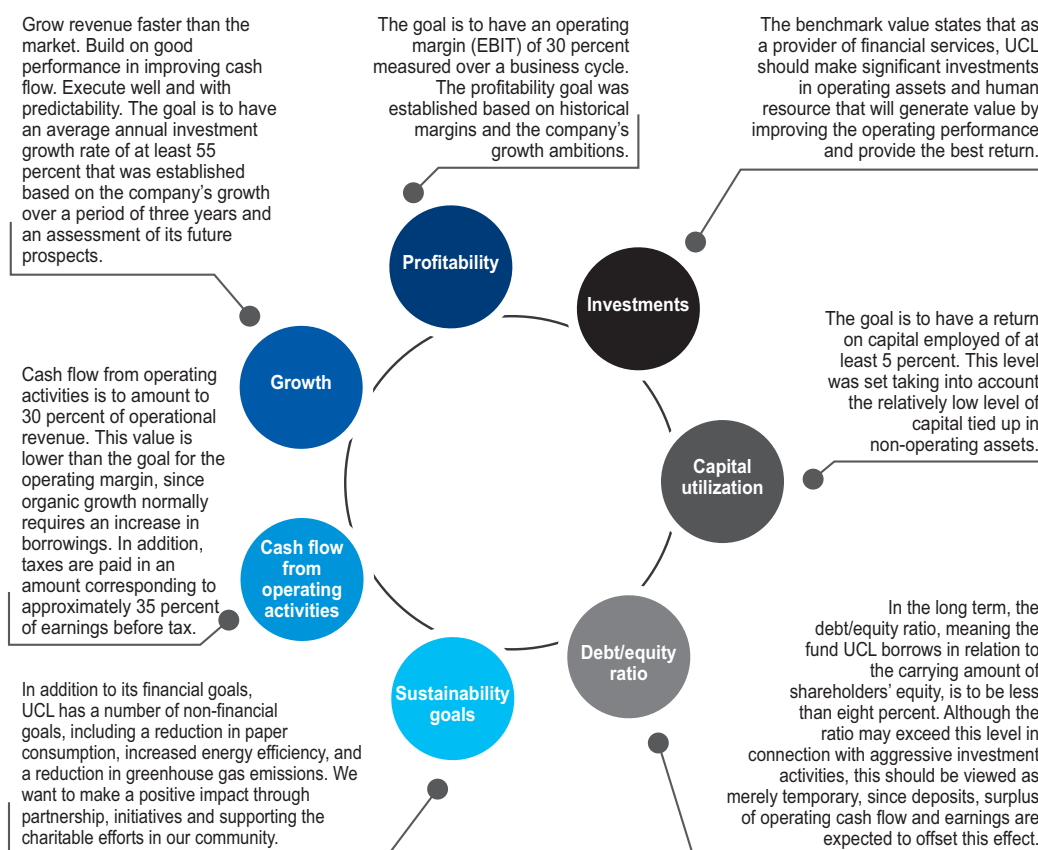 Grow revenue faster than the
market. Build on good
performance in improving cash
flow. Execute well and with
predictability. The goal is to have
an average annual investment
growth rate of at least 55
percent that was established
based on the company's growth
over a period of three years and
an assessment of its future
prospects.
The goal is to have an operating
margin (EBIT) of 30 percent
measured over a business cycle.
The profitability goal was
established based on historical
margins and the company's
growth ambitions.
The benchmark value states that as
a provider of financial services, UCL
should make significant investments
in operating assets and human
resource that will generate value by
improving the operating performance
and provide the best return.
Profitability
Investments
Growth
The goal is to have a return
on capital employed of at
least 5 percent. This level
was set taking into account
the relatively low level of
capital tied up in
non-operating assets.
Capital
utilization
Cash flow from operating
activities is to amount to
30 percent of operational
revenue. This value is
lower than the goal for the
operating margin, since
organic growth normally
requires an increase in
borrowings. In addition,
taxes are paid in an
amount corresponding to
approximately 35 percent
of earnings before tax.
Cash flow
from
operating
activities
Debt/equity
ratio
Sustainability
goals
In the long term, the
debt/equity ratio, meaning the
fund UCL borrows in relation to
the carrying amount of
shareholders' equity, is to be less
than eight percent. Although the
ratio may exceed this level in
connection with aggressive investment
activities, this should be viewed as
merely temporary, since deposits, surplus
of operating cash flow and earnings are
expected to offset this effect.
In addition to its financial goals,
UCL has a number of non-financial
goals, including a reduction in paper
consumption, increased energy efficiency, and
a reduction in greenhouse gas emissions. We
want to make a positive impact through
partnership, initiatives and supporting the
charitable efforts in our community.